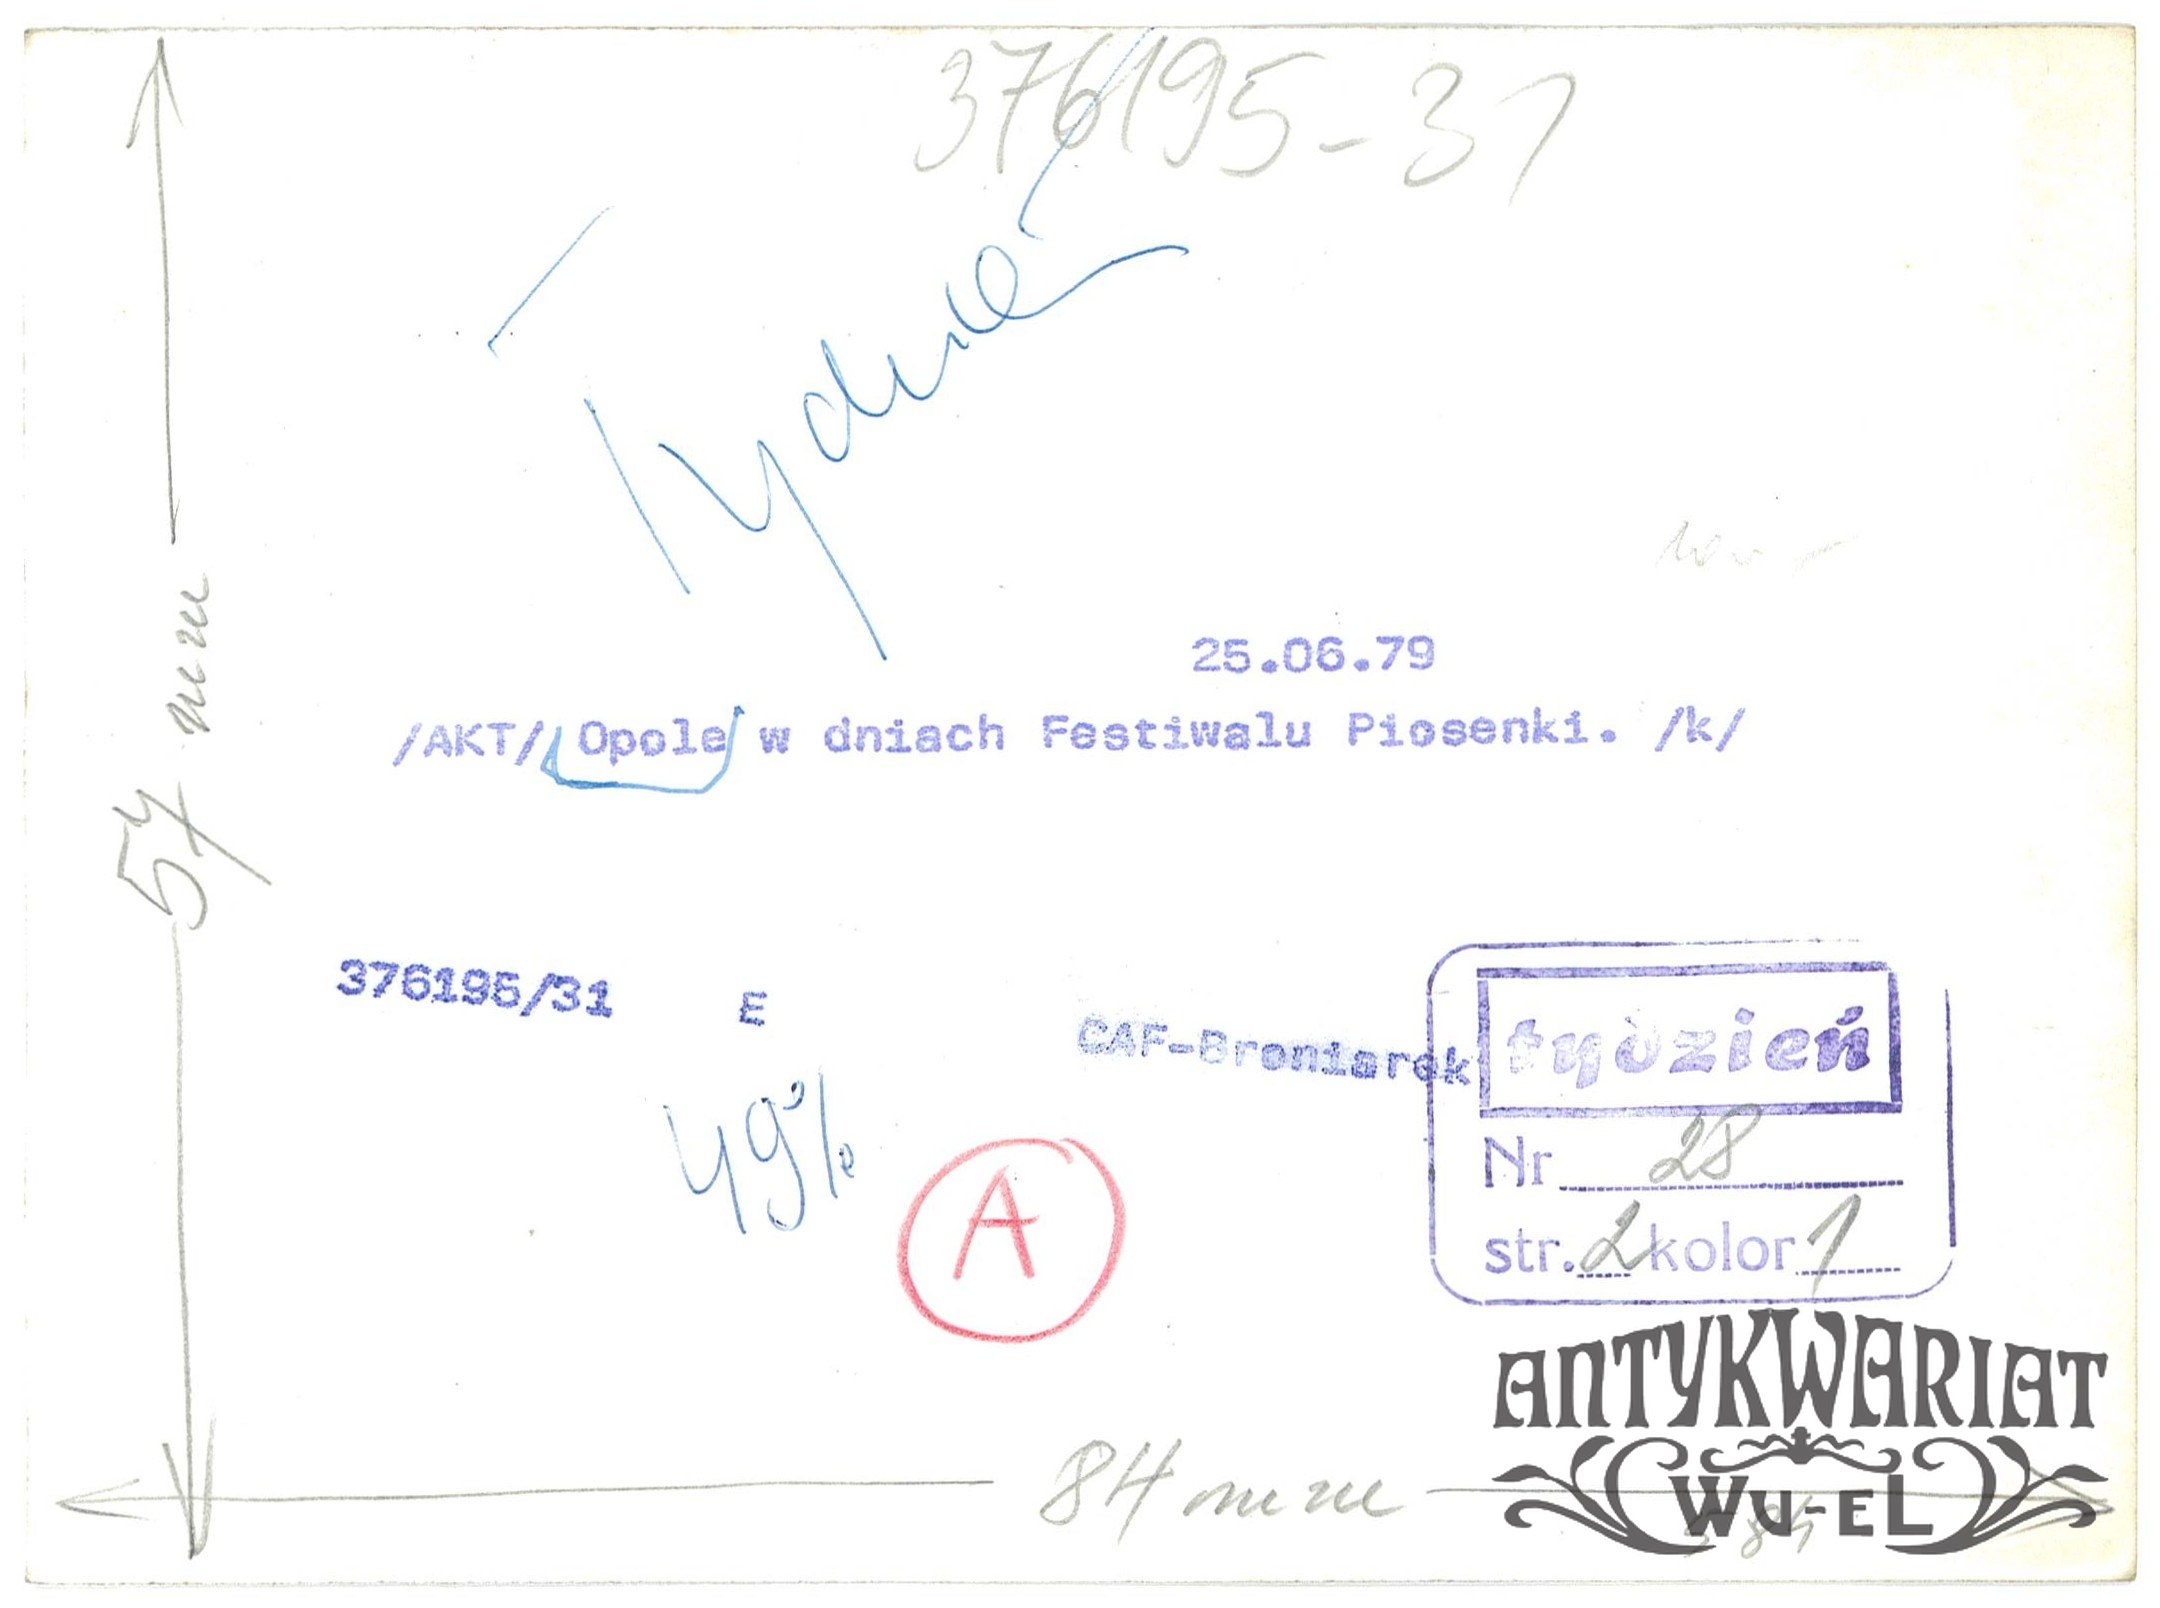 376195-31
Tydzień
25.06.79
/AKT/ Opole w dniach Festiwalu Piosenki. /k/
57 mm
376195/31 E
CAF-Broniarek
tydzień
49%
Nr 28
str. 2 kolor 1
A
84 mm
ANTYKWARIAT
WU-EL